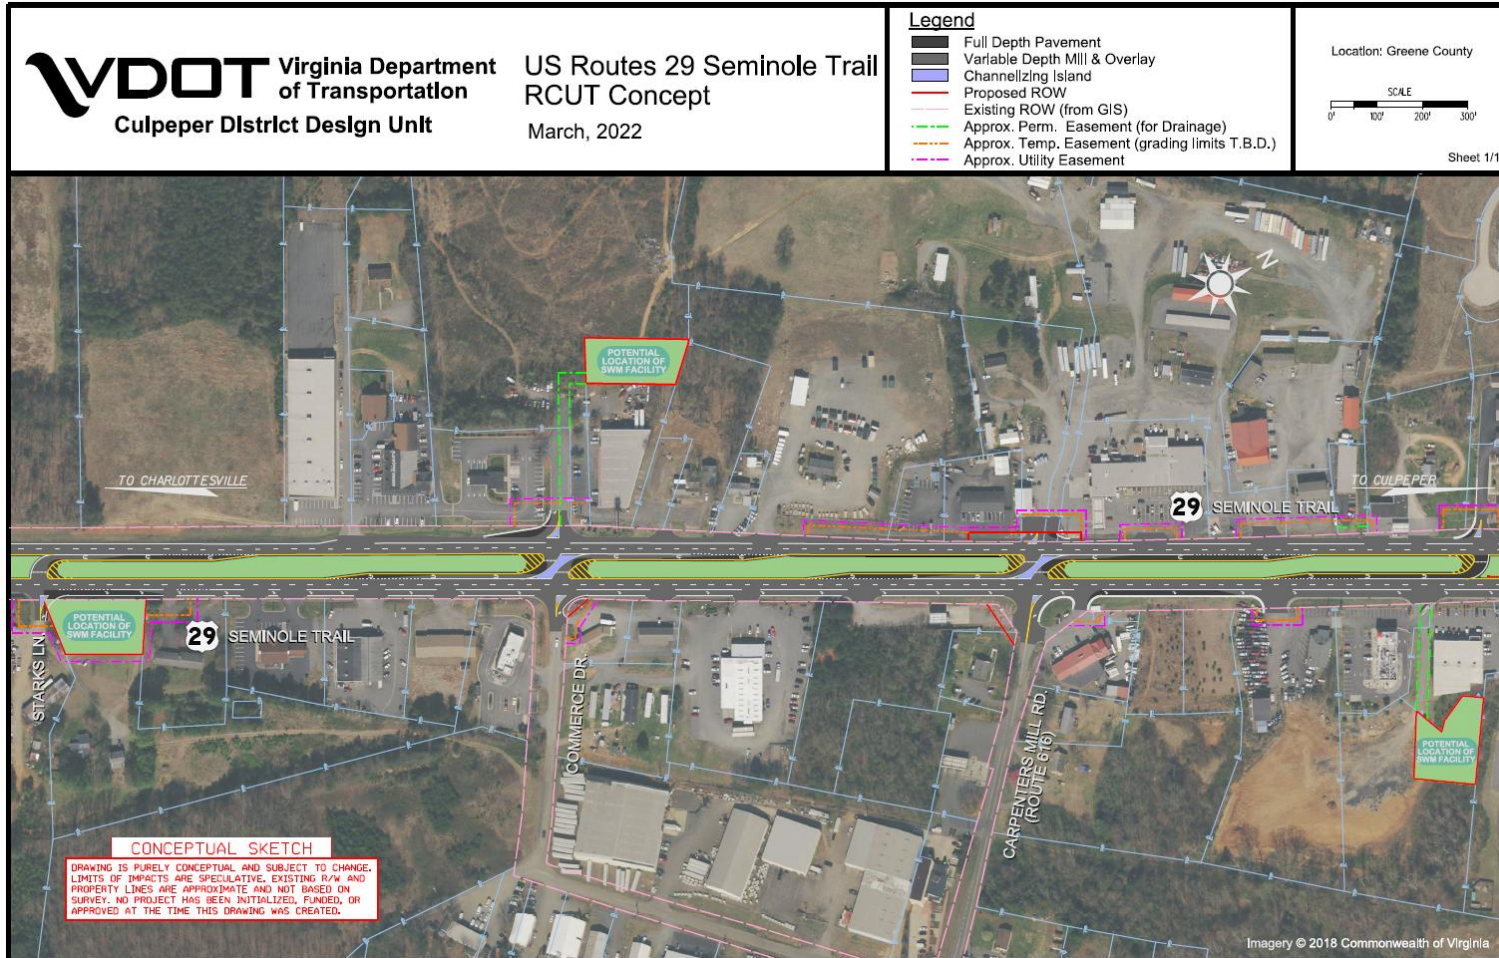 VDOT Virginia Department
of Transportation
Culpeper District Design Unit
US Routes 29 Seminole Trail
RCUT Concept
March, 2022
Legend
Full Depth Pavement
Variable Depth Mill & Overlay
Channelizing Island
Proposed ROW
Existing ROW (from GIS)
Approx. Perm. Easement (for Drainage)
Approx. Temp. Easement (grading limits T.B.D.)
Approx. Utility Easement
Location: Greene County
SCALE
0' 100' 200' 300'
Sheet 1/1
N
POTENTIAL
LOCATION OF
SWM FACILITY
TO CHARLOTTESVILLE
TO CULPEPER
29 SEMINOLE TRAIL
POTENTIAL
LOCATION OF
SWM FACILITY
29 SEMINOLE TRAIL
STARKS LN
COMMERCE DR.
CARPENTERS MILL RD.
(ROUTE 616)
POTENTIAL
LOCATION OF
SWM FACILITY
CONCEPTUAL SKETCH
DRAWING IS PURELY CONCEPTUAL AND SUBJECT TO CHANGE.
LIMITS OF IMPACTS ARE SPECULATIVE. EXISTING R/W AND
PROPERTY LINES ARE APPROXIMATE AND NOT BASED ON
SURVEY. NO PROJECT HAS BEEN INITIALIZED, FUNDED, OR
APPROVED AT THE TIME THIS DRAWING WAS CREATED.
Imagery © 2018 Commonwealth of Virginia